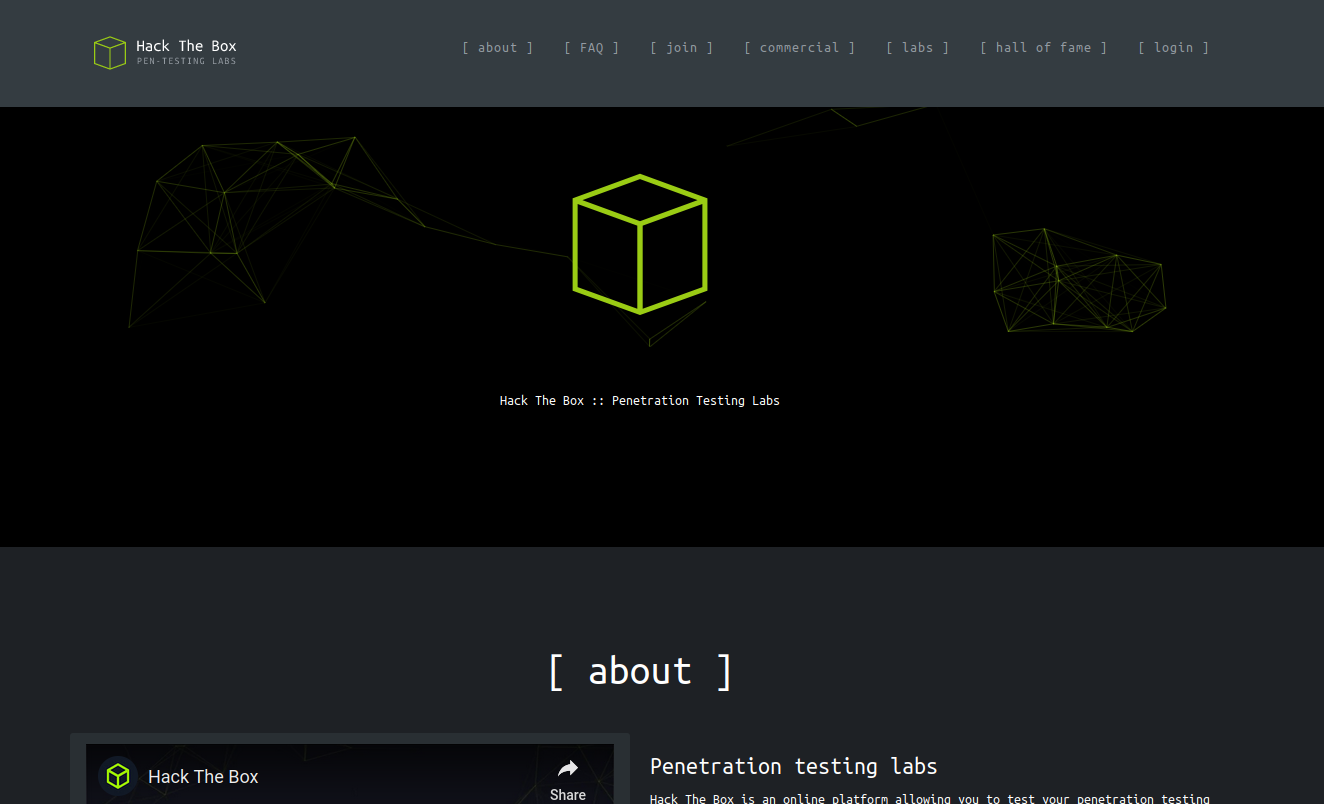 Hack The Box
PEN-TESTING LABS
[ about ] [ FAQ ] [ join ] [ commercial ] [ labs ] [ hall of fame ] [ login ]
Hack The Box :: Penetration Testing Labs
[ about ]
Hack The Box
Share
Penetration testing labs
Hack The Box is an online platform allowing you to test your penetration testing